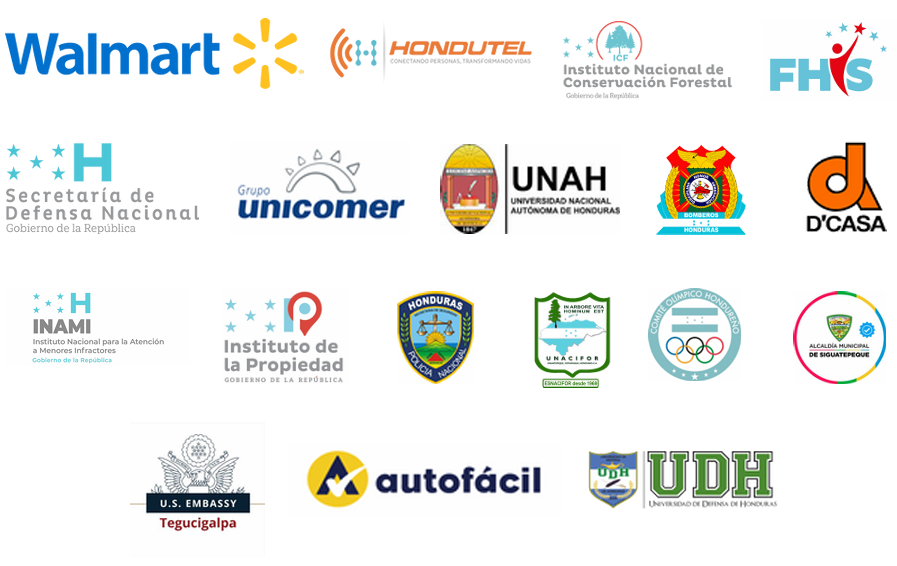 Walmart
HONDUTEL
CONECTANDO PERSONAS, TRANSFORMANDO VIDAS
ICF
Instituto Nacional de
Conservación Forestal
Gobierno de la República
FHIS
H
Secretaría de
Defensa Nacional
Gobierno de la República
Grupo
unicomer
1847
UNAH
UNIVERSIDAD NACIONAL
AUTÓNOMA DE HONDURAS
BOMBEROS
HONDURAS
D'CASA
H
INAMI
Instituto Nacional para la Atención
a Menores Infractores
Gobierno de la República
Instituto de
la Propiedad
GOBIERNO DE LA REPÚBLICA
HONDURAS
POLICÍA NACIONAL
IN ARBORE VITA
HOMINUM EST
UNACIFOR
ESNACIFOR desde 1969
COMITÉ OLÍMPICO HONDUREÑO
ALCALDÍA MUNICIPAL
DE SIGUATEPEQUE
U.S. EMBASSY
Tegucigalpa
autofácil
UDH
UDH
UNIVERSIDAD DE DEFENSA DE HONDURAS